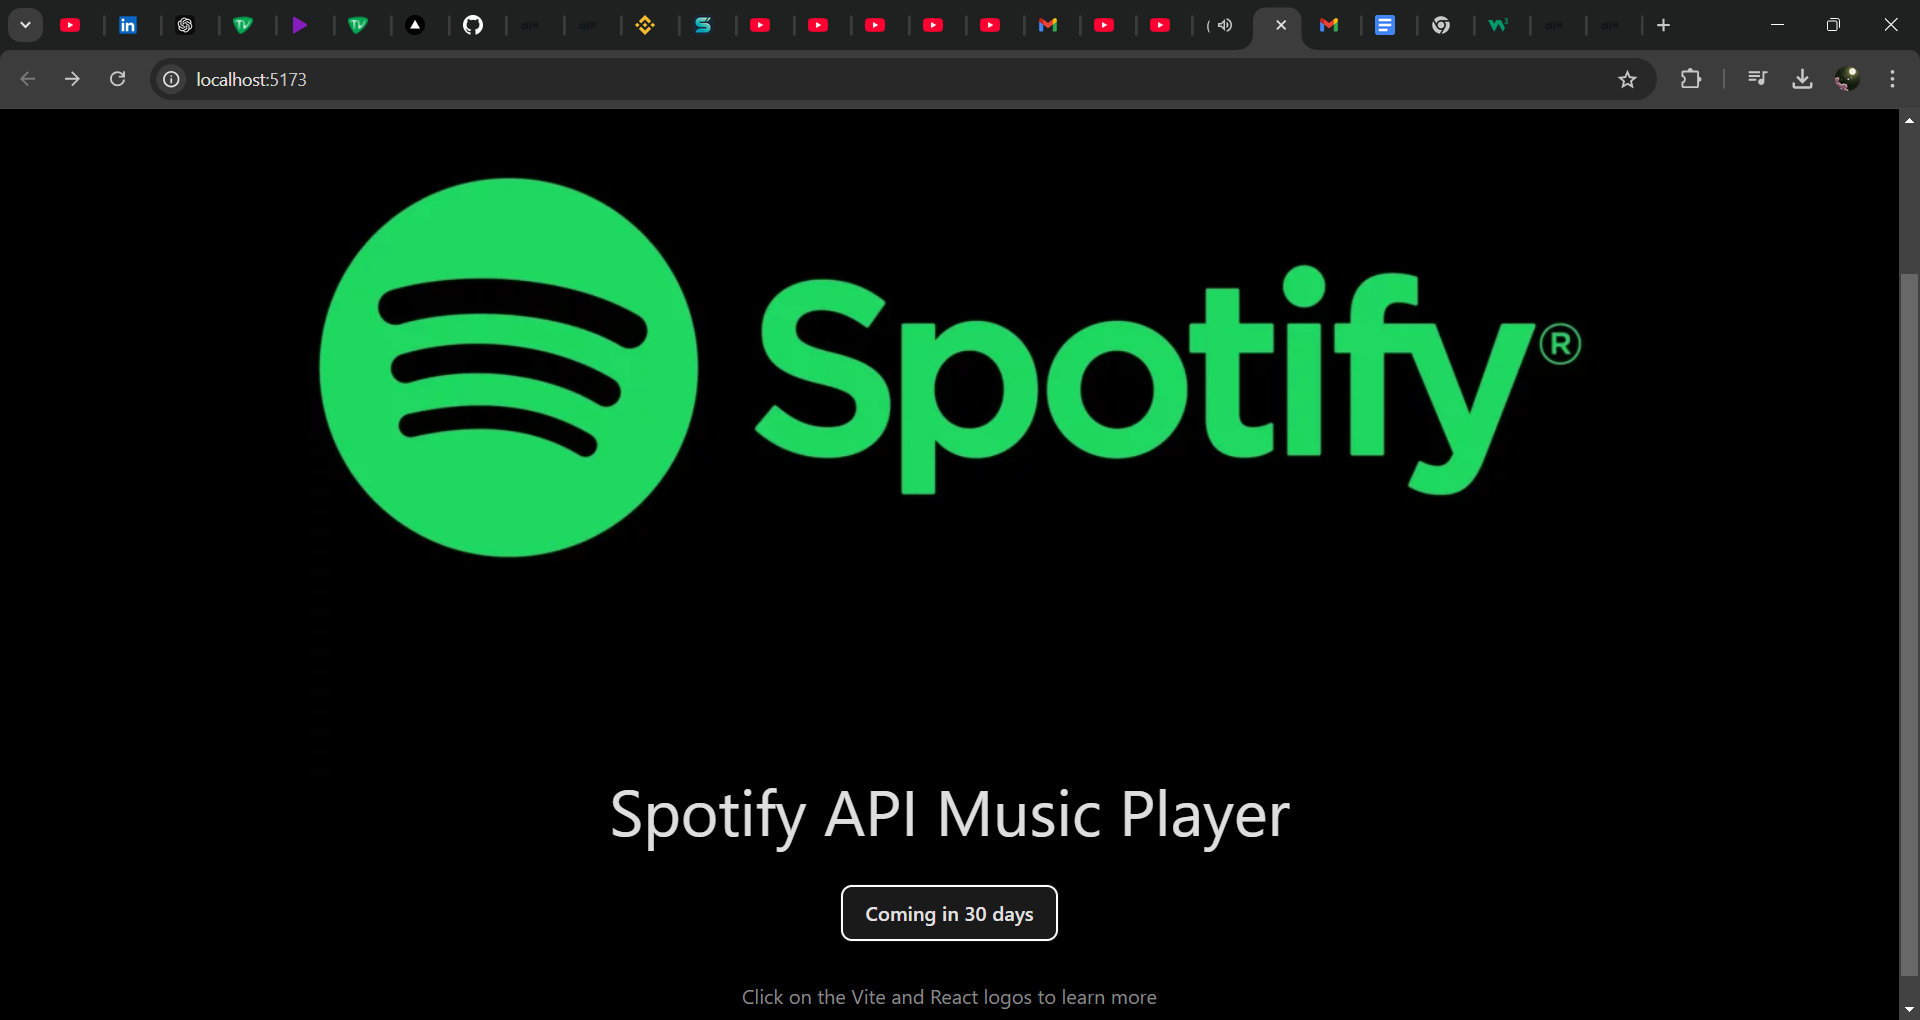 localhost:5173
Spotify®
Spotify API Music Player
Coming in 30 days
Click on the Vite and React logos to learn more